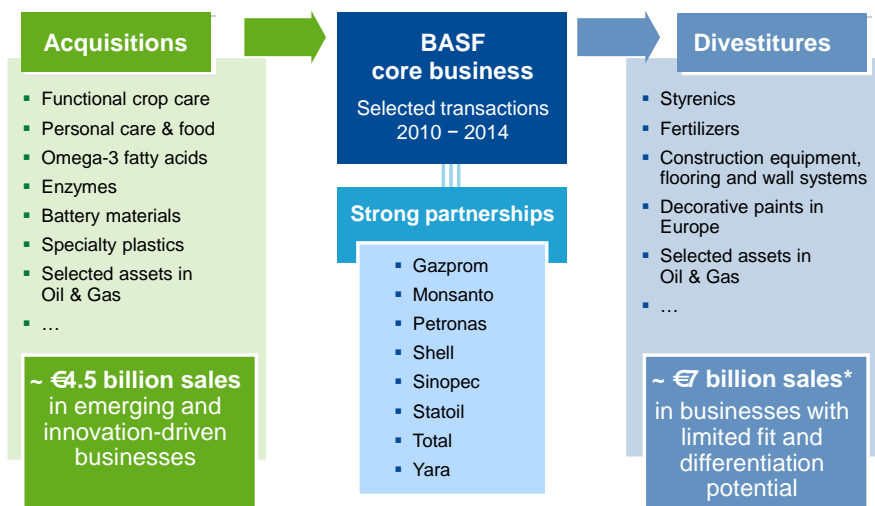 Acquisitions
▪ Functional crop care
▪ Personal care & food
▪ Omega-3 fatty acids
▪ Enzymes
▪ Battery materials
▪ Specialty plastics
▪ Selected assets in
Oil & Gas
▪ …
~ €4.5 billion sales
in emerging and
innovation-driven
businesses
BASF
core business
Selected transactions
2010 – 2014
Strong partnerships
▪ Gazprom
▪ Monsanto
▪ Petronas
▪ Shell
▪ Sinopec
▪ Statoil
▪ Total
▪ Yara
Divestitures
▪ Styrenics
▪ Fertilizers
▪ Construction equipment,
flooring and wall systems
▪ Decorative paints in
Europe
▪ Selected assets in
Oil & Gas
▪ …
~ €7 billion sales*
in businesses with
limited fit and
differentiation
potential